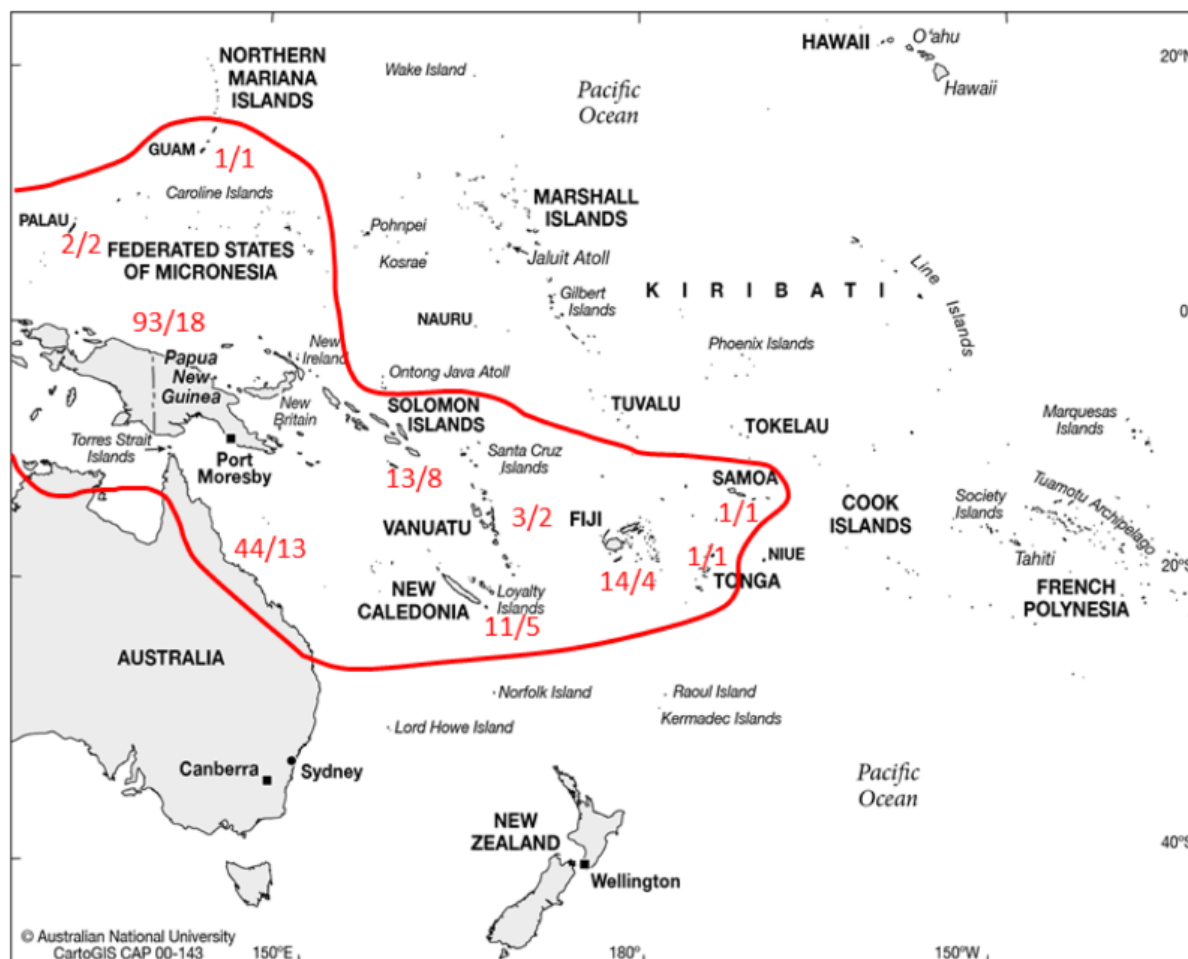 HAWAII
O'ahu
Hawaii
20°N
NORTHERN
MARIANA
ISLANDS
Wake Island
Pacific
Ocean
GUAM
1/1
Caroline Islands
MARSHALL
ISLANDS
PALAU
2/2
FEDERATED STATES
OF MICRONESIA
Pohnpei
Kosrae
Jaluit Atoll
Gilbert
Islands
KIRIBATI
Line Islands
93/18
NAURU
0
Phoenix Islands
Papua
New
Guinea
New
Ireland
New
Britain
Ontong Java Atoll
SOLOMON
ISLANDS
TUVALU
TOKELAU
Marquesas
Islands
Torres Strait
Islands
Port
Moresby
Santa Cruz
Islands
13/8
SAMOA
1/1
COOK
ISLANDS
Society
Islands
Tuamotu Archipelago
Tahiti
44/13
VANUATU
3/2
FIJI
14/4
1/1
TONGA
NIUE
20°S
FRENCH
POLYNESIA
NEW
CALEDONIA
Loyalty
Islands
11/5
AUSTRALIA
Norfolk Island
Raoul Island
Kermadec Islands
Lord Howe Island
Canberra
Sydney
Pacific
Ocean
NEW
ZEALAND
Wellington
40°S
© Australian National University
CartoGIS CAP 00-143
150°E
180°
150°W